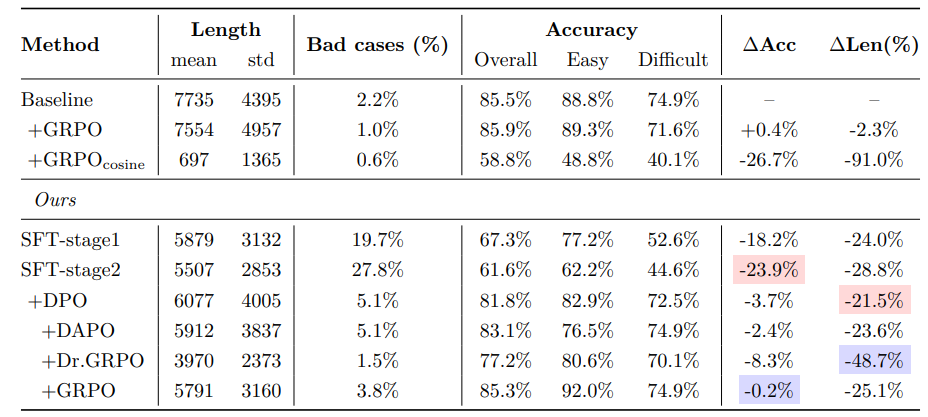 Method Length Bad cases (%) Accuracy ΔAcc ΔLen(%)
mean std Overall Easy Difficult
Baseline 7735 4395 2.2% 85.5% 88.8% 74.9% – –
+GRPO 7554 4957 1.0% 85.9% 89.3% 71.6% +0.4% -2.3%
+GRPOcosine 697 1365 0.6% 58.8% 48.8% 40.1% -26.7% -91.0%
Ours
SFT-stage1 5879 3132 19.7% 67.3% 77.2% 52.6% -18.2% -24.0%
SFT-stage2 5507 2853 27.8% 61.6% 62.2% 44.6% -23.9% -28.8%
+DPO 6077 4005 5.1% 81.8% 82.9% 72.5% -3.7% -21.5%
+DAPO 5912 3837 5.1% 83.1% 76.5% 74.9% -2.4% -23.6%
+Dr.GRPO 3970 2373 1.5% 77.2% 80.6% 70.1% -8.3% -48.7%
+GRPO 5791 3160 3.8% 85.3% 92.0% 74.9% -0.2% -25.1%